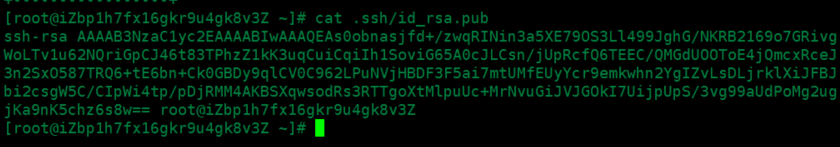 [root@iZbp1h7fx16gkr9u4gk8v3Z ~]# cat .ssh/id_rsa.pub
ssh-rsa AAAAB3NzaC1yc2EAAAABIwAAAQEAs0obnasjfd+/zwqRINin3a5XE79OS3Ll499JghG/NKRB2169o7GRivg
WoLTv1u62NQriGpCJ46t83TPhzZ1kK3uqCuiCqiIh1SoviG65A0cJLCsn/jUpRcfQ6TEEC/QMGdUOOToE4jQmcxRceJ
3n2SxO587TRQ6+tE6bn+Ck0GBDy9qlCV0C962LPuNVjHBDF3F5ai7mtUMfEUyYcr9emkwhn2YgIZvLsDLjrklXiJFBJ
bi2csgW5C/CIpWi4tp/pDjRMM4AKBSXqwsodRs3RTTgoXtMlpuUc+MrNvuGiJVJGOkI7UijpUpS/3vg99aUdPoMg2ug
jKa9nK5chz6s8w== root@iZbp1h7fx16gkr9u4gk8v3Z
[root@iZbp1h7fx16gkr9u4gk8v3Z ~]#